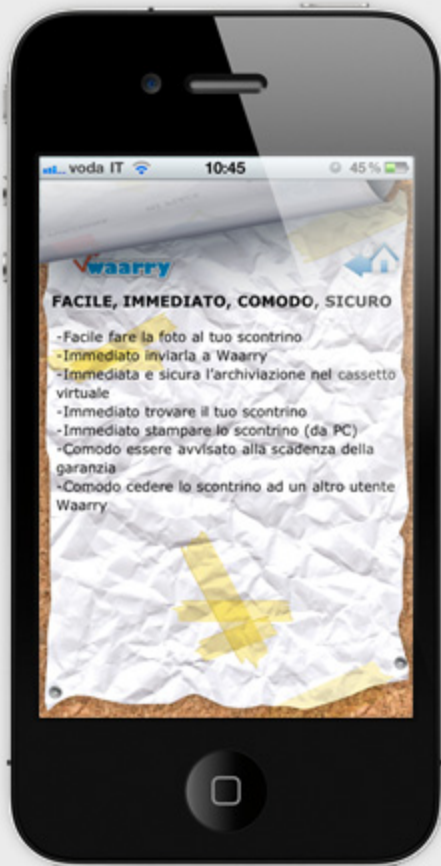 voda IT 10:45 45%
waarry
FACILE, IMMEDIATO, COMODO, SICURO
-Facile fare la foto al tuo scontrino
-Immediato inviarla a Waarry
-Immediata e sicura l'archiviazione nel cassetto
virtuale
-Immediato trovare il tuo scontrino
-Immediato stampare lo scontrino (da PC)
-Comodo essere avvisato alla scadenza della
garanzia
-Comodo cedere lo scontrino ad un altro utente
Waarry